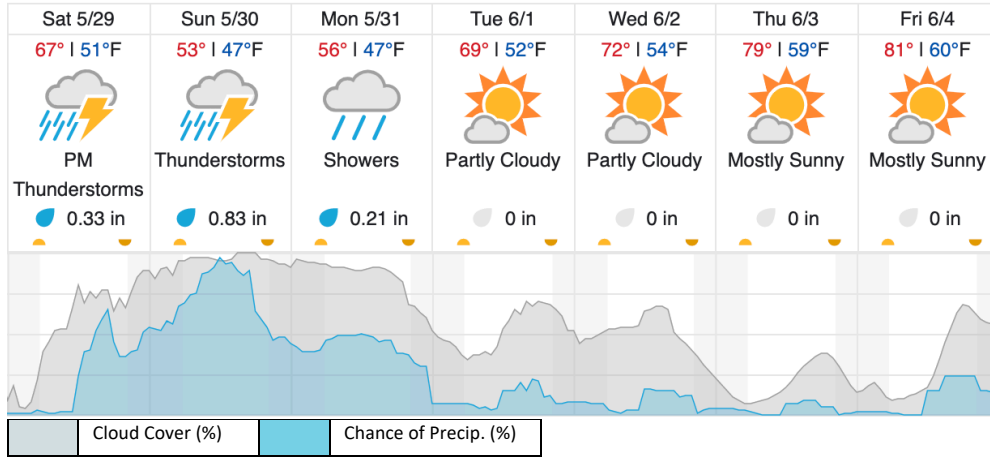 Sat 5/29 Sun 5/30 Mon 5/31 Tue 6/1 Wed 6/2 Thu 6/3 Fri 6/4
67° | 51°F 53° | 47°F 56° | 47°F 69° | 52°F 72° | 54°F 79° | 59°F 81° | 60°F
PM Thunderstorms Showers Partly Cloudy Partly Cloudy Mostly Sunny Mostly Sunny
Thunderstorms
0.33 in 0.83 in 0.21 in 0 in 0 in 0 in 0 in
Cloud Cover (%) Chance of Precip. (%)